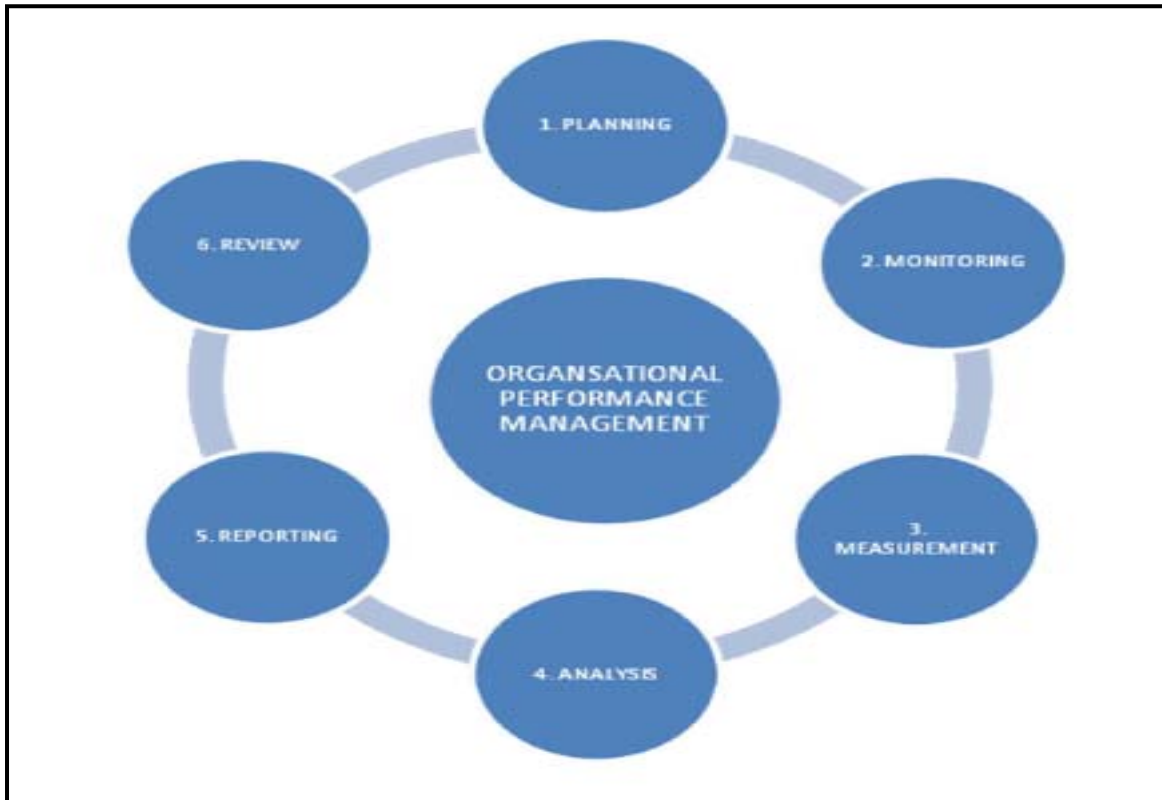 1. PLANNING
2. MONITORING
3.
MEASUREMENT
4. ANALYSIS
5. REPORTING
6. REVIEW
ORGANSATIONAL
PERFORMANCE
MANAGEMENT